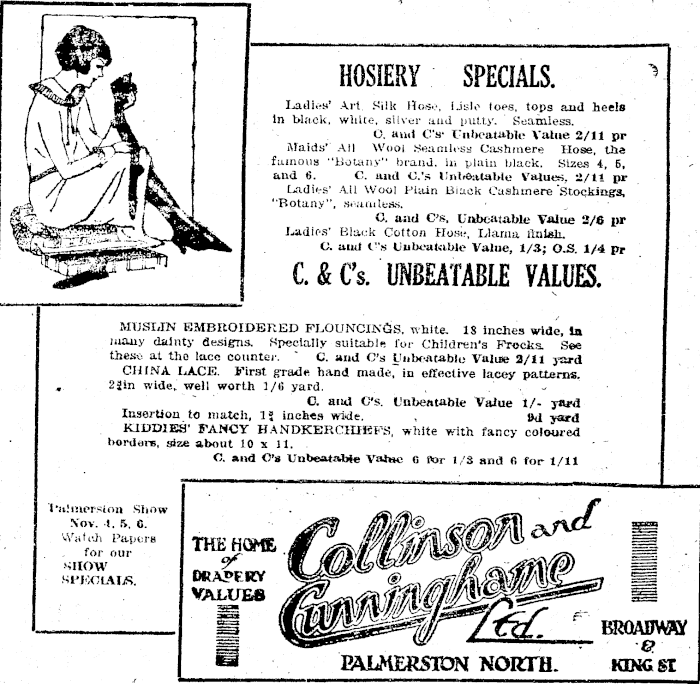 HOSIERY SPECIALS.
Ladies' Art Silk Hose, Lisle toes, tops and heels
in black, white, silver and putty. Seamless.
C. and C's Unbeatable Value 2/11 pr
Maids' All Wool Seamless Cashmere Hose, the
famous "Botany" brand, in plain black. Sizes 4, 5,
and 6. C. and C.'s Unbeatable Values, 2/11 pr
Ladies' All Wool Plain Black Cashmere Stockings,
"Botany", seamless.
C. and C's, Unbeatable Value 2/6 pr
Ladies' Black Cotton Hose, Llama finish.
C. and C's Unbeatable Value, 1/3; O.S. 1/4 pr
C. & C's. UNBEATABLE VALUES.
MUSLIN EMBROIDERED FLOUNCINGS, white. 18 inches wide, in
many dainty designs. Specially suitable for Children's Frocks. See
these at the lace counter. C. and C's Unbeatable Value 2/11 yard
CHINA LACE. First grade hand made, in effective lacey patterns.
2¾in wide, well worth 1/6 yard.
C. and C's. Unbeatable Value 1/- yard
Insertion to match, 1¾ inches wide. 9d yard
KIDDIES' FANCY HANDKERCHIEFS, white with fancy coloured
borders, size about 10 x 11.
C. and C's Unbeatable Value 6 for 1/3 and 6 for 1/11
Palmerston Show
Nov. 4, 5, 6.
Watch Papers
for our
SHOW
SPECIALS.
THE HOME
of
DRAPERY
VALUES
Collinson and
Cunninghame
Ltd.
PALMERSTON NORTH.
BROADWAY
&
KING ST.